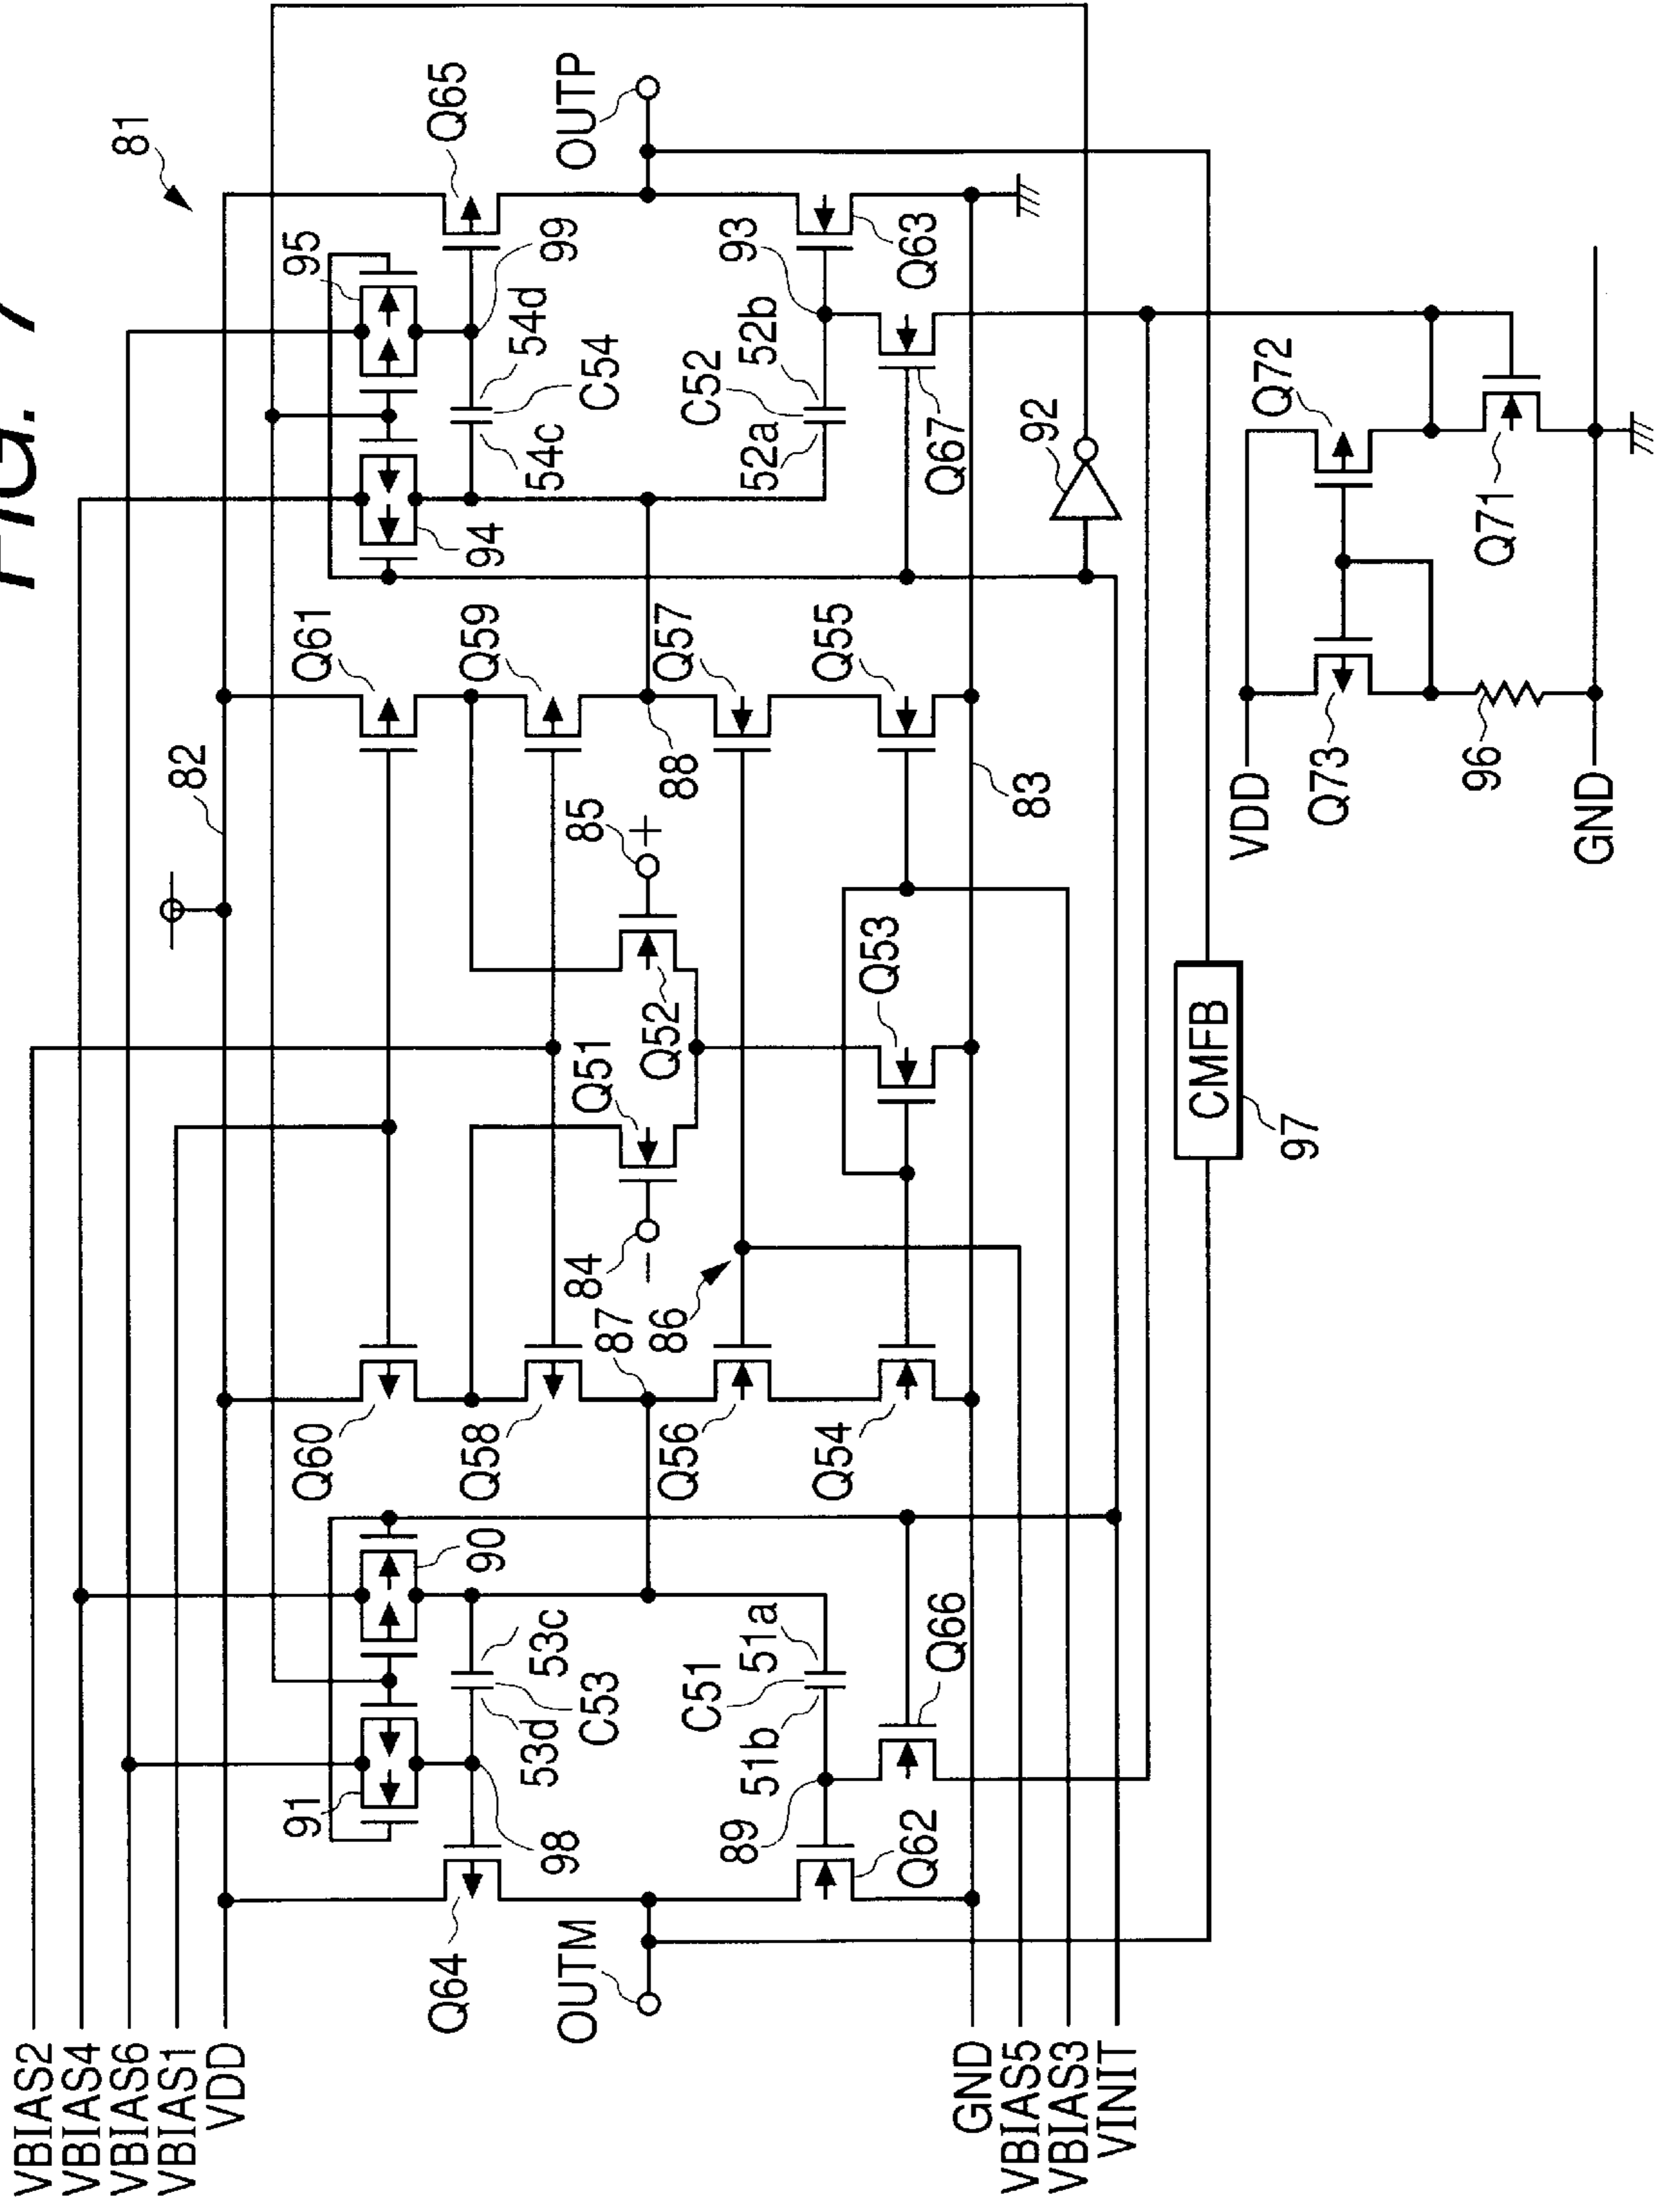 FIG. 7
81
VBIAS2
VBIAS4
VBIAS6
VBIAS1
VDD
82
91
90
Q60
Q61
94
95
Q64
98
53d
53c
C53
Q58
Q59
54c
54d
C54
99
Q65
OUTM
84
−
Q51
Q52
85
+
87
88
OUTP
86
Q56
Q57
89
51b
51a
C51
52a
52b
C52
93
Q62
Q66
Q54
Q53
Q55
Q67
Q63
83
92
GND
VBIAS5
VBIAS3
VINIT
CMFB
97
VDD
Q73
Q72
96
Q71
GND